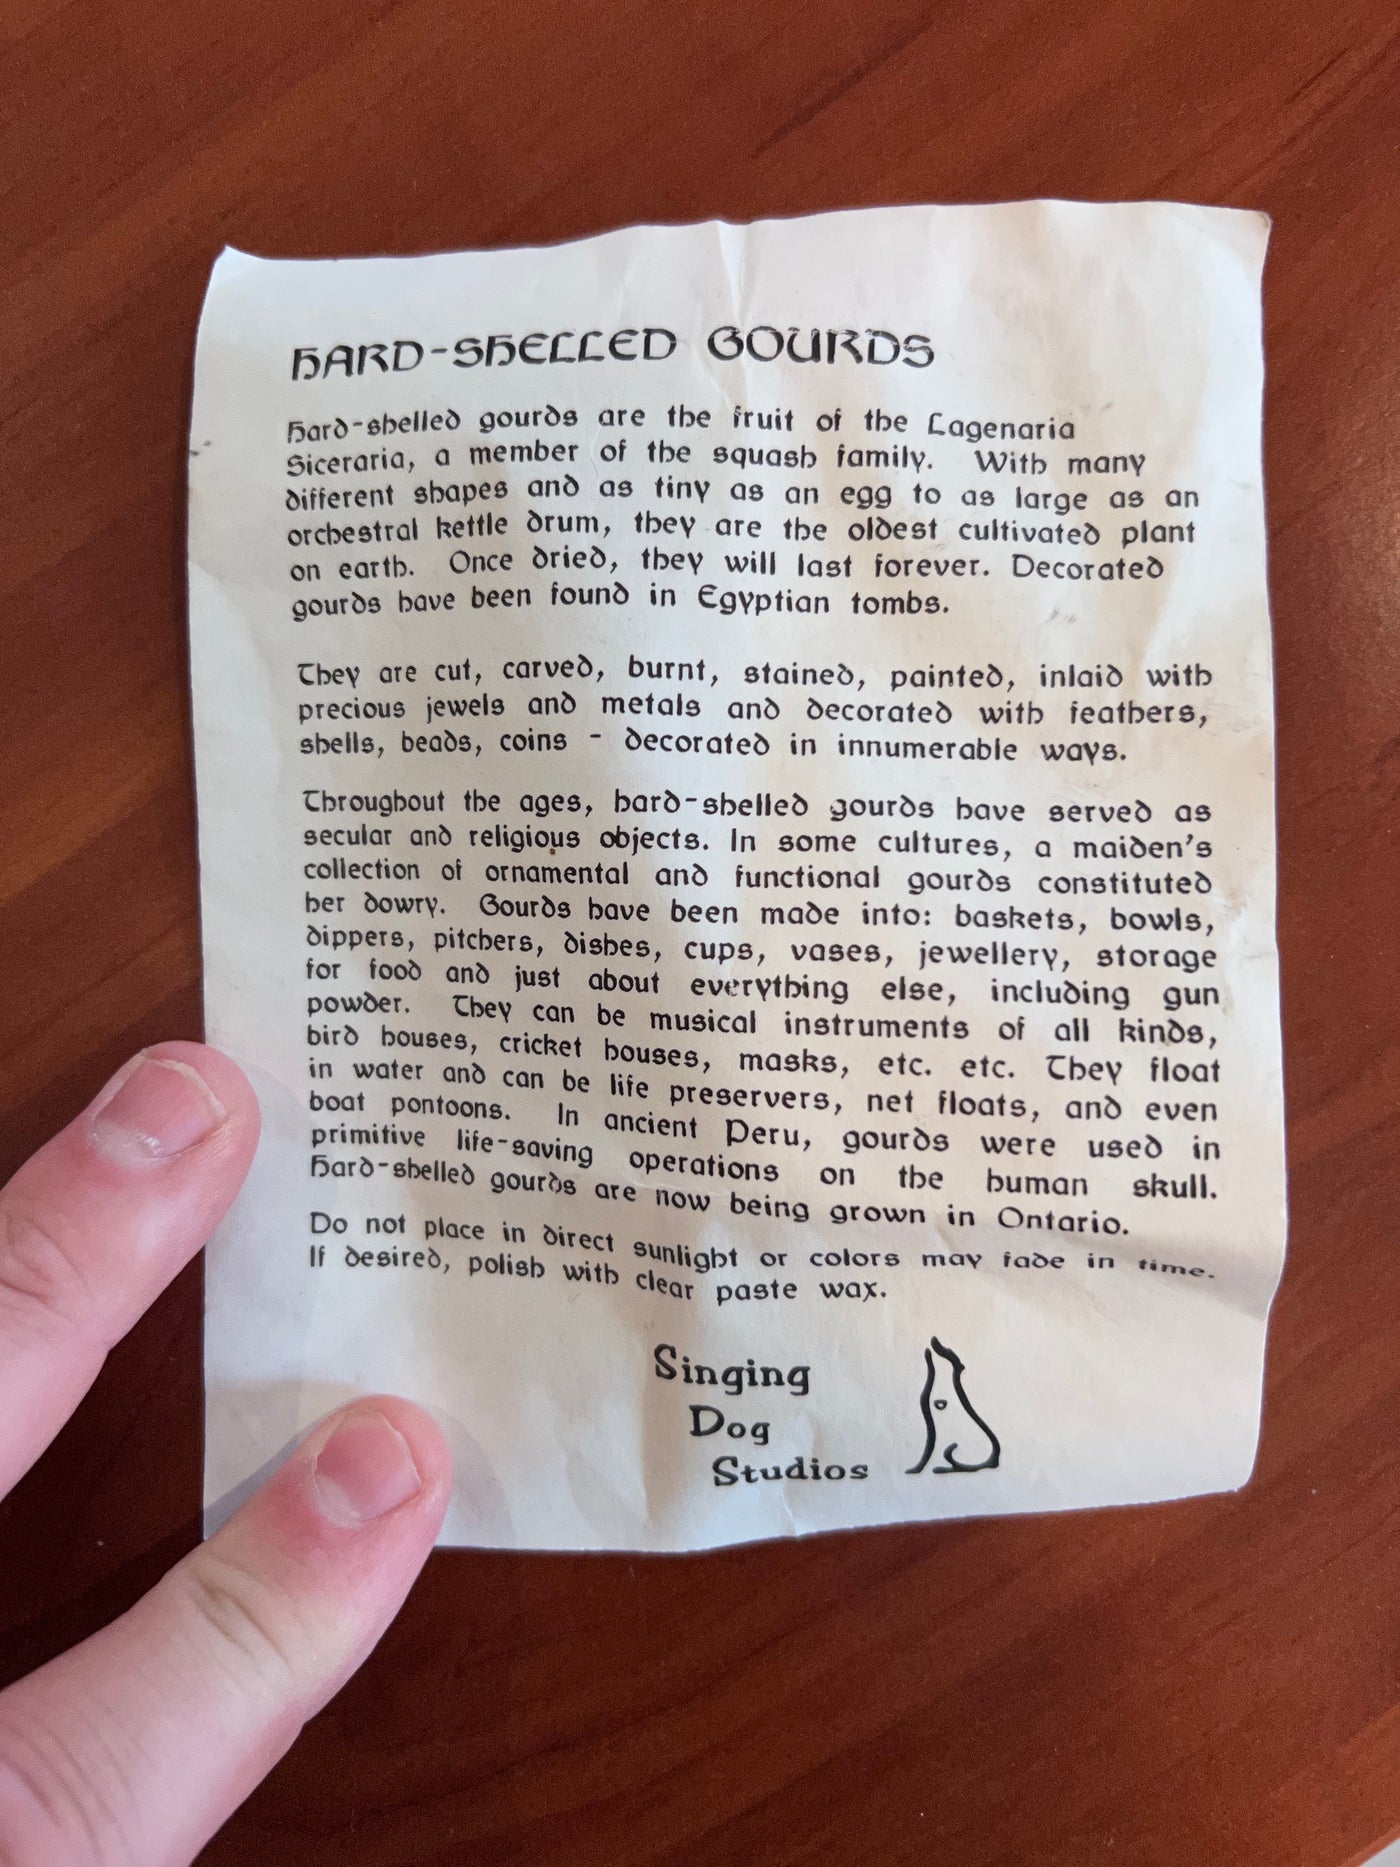 HARD-SHELLED GOURDS
Hard-shelled gourds are the fruit of the Lagenaria
Siceraria, a member of the squash family. With many
different shapes and as tiny as an egg to as large as an
orchestral kettle drum, they are the oldest cultivated plant
on earth. Once dried, they will last forever. Decorated
gourds have been found in Egyptian tombs.
They are cut, carved, burnt, stained, painted, inlaid with
precious jewels and metals and decorated with feathers,
shells, beads, coins - decorated in innumerable ways.
Throughout the ages, hard-shelled gourds have served as
secular and religious objects. In some cultures, a maiden's
collection of ornamental and functional gourds constituted
her dowry. Gourds have been made into: baskets, bowls,
dippers, pitchers, dishes, cups, vases, jewellery, storage
for food and just about everything else, including gun
powder. They can be musical instruments of all kinds,
bird houses, cricket houses, masks, etc. etc. They float
in water and can be life preservers, net floats, and even
boat pontoons. In ancient Peru, gourds were used in
primitive life-saving operations on the human skull.
Hard-shelled gourds are now being grown in Ontario.
Do not place in direct sunlight or colors may fade in time.
If desired, polish with clear paste wax.
Singing
Dog
Studios